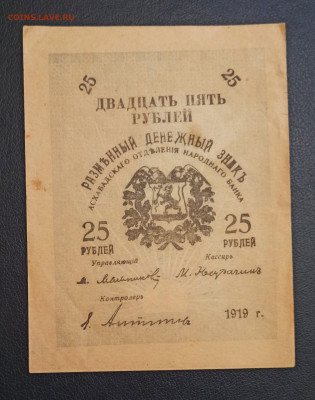 COINS.LAVE.RU
25 25
ДВАДЦАТЬ ПЯТЬ
РУБЛЕЙ
РАЗМѢННЫЙ ДЕНЕЖНЫЙ ЗНАКЪ
АСХАБАДСКАГО ОТДѢЛЕНІЯ НАРОДНАГО БАНКА
25 25
РУБЛЕЙ РУБЛЕЙ
Управляющій Кассиръ
Контролеръ
1919 г.